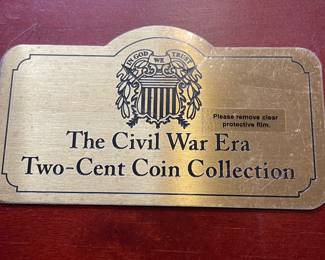 IN GOD WE TRUST
Please remove clear
protective film.
The Civil War Era
Two-Cent Coin Collection